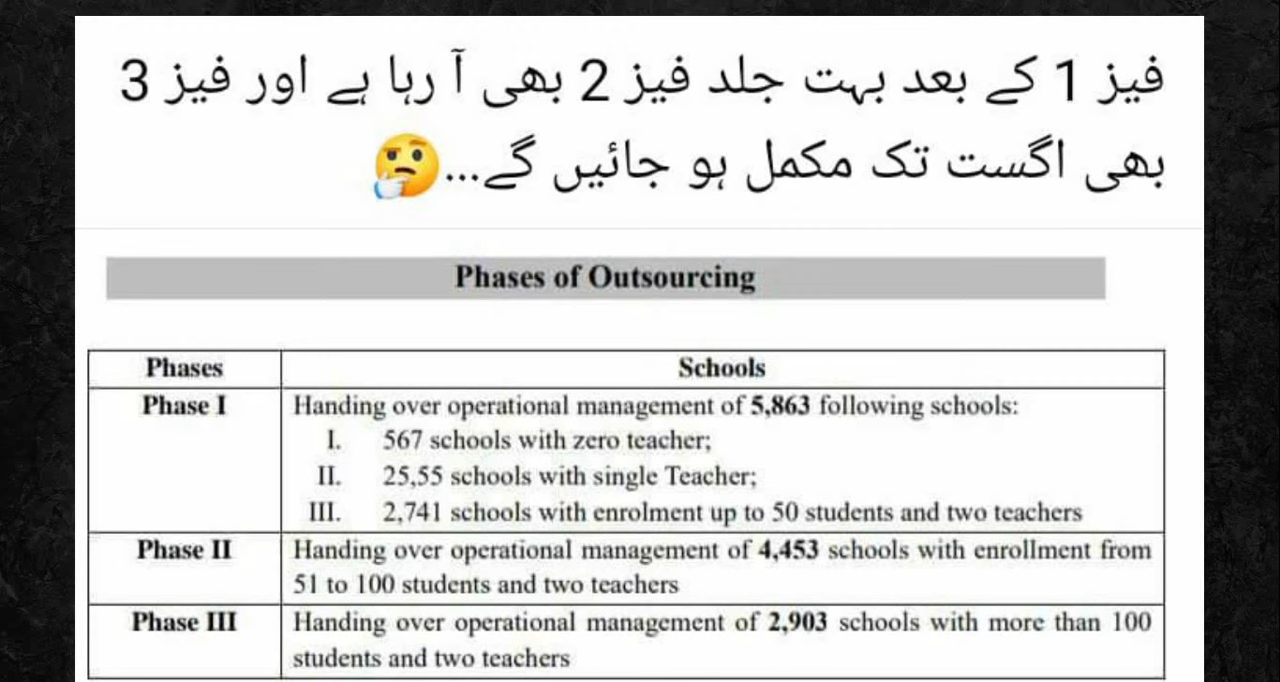 فیز 1 کے بعد بہت جلد فیز 2 بھی آ رہا ہے اور فیز 3
بھی اگست تک مکمل ہو جائیں گے...🤔
Phases of Outsourcing
Phases Schools
Phase I Handing over operational management of 5,863 following schools:
I. 567 schools with zero teacher;
II. 25,55 schools with single Teacher;
III. 2,741 schools with enrolment up to 50 students and two teachers
Phase II Handing over operational management of 4,453 schools with enrollment from
51 to 100 students and two teachers
Phase III Handing over operational management of 2,903 schools with more than 100
students and two teachers